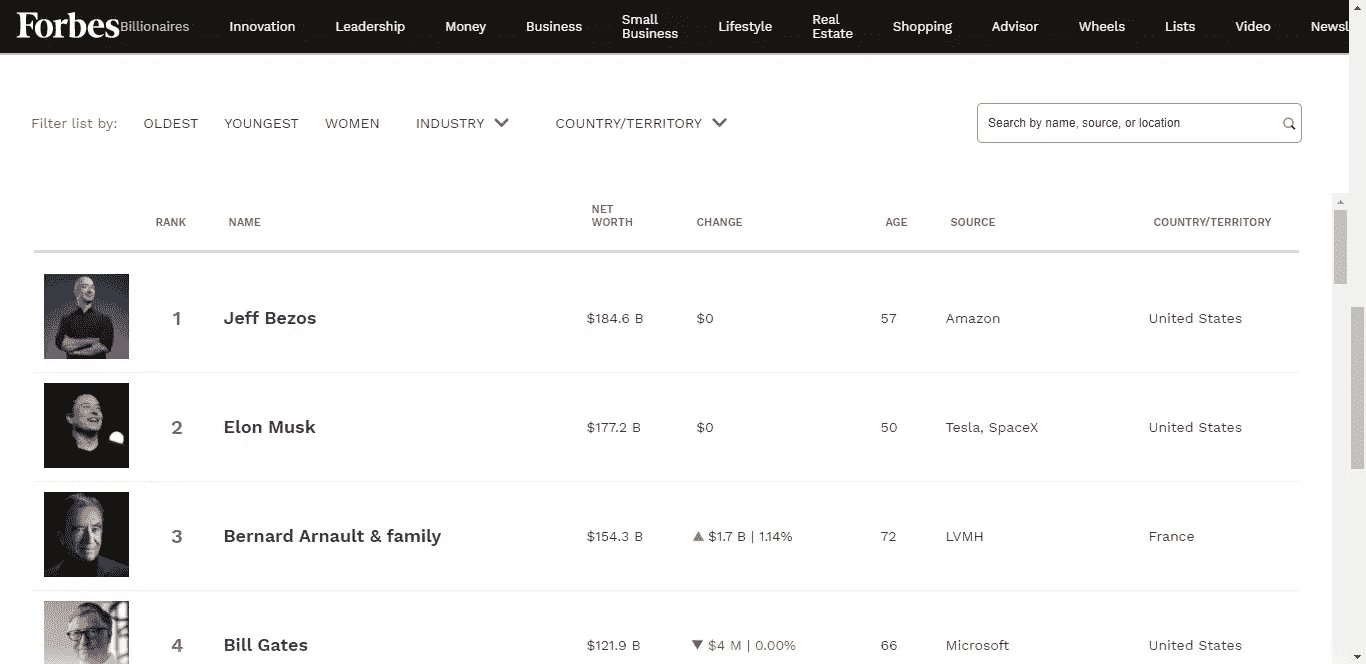 Forbes Billionaires Innovation Leadership Money Business Small Business Lifestyle Real Estate Shopping Advisor Wheels Lists Video Newsl
Filter list by: OLDEST YOUNGEST WOMEN INDUSTRY COUNTRY/TERRITORY Search by name, source, or location
RANK NAME NET WORTH CHANGE AGE SOURCE COUNTRY/TERRITORY
1 Jeff Bezos $184.6 B $0 57 Amazon United States
2 Elon Musk $177.2 B $0 50 Tesla, SpaceX United States
3 Bernard Arnault & family $154.3 B ▲ $1.7 B | 1.14% 72 LVMH France
4 Bill Gates $121.9 B ▼ $4 M | 0.00% 66 Microsoft United States